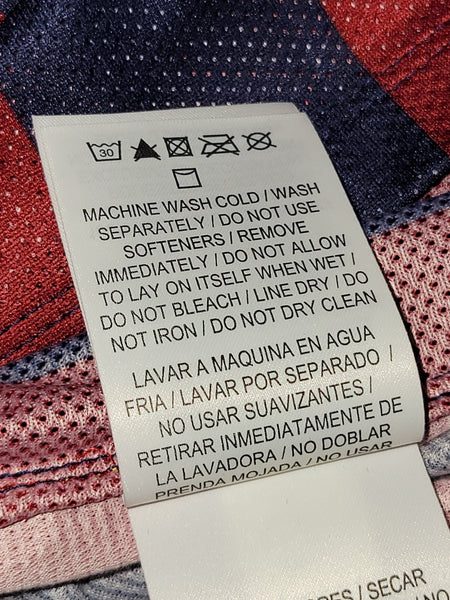 30
MACHINE WASH COLD / WASH
SEPARATELY / DO NOT USE
SOFTENERS / REMOVE
IMMEDIATELY / DO NOT ALLOW
TO LAY ON ITSELF WHEN WET /
DO NOT BLEACH / LINE DRY / DO
NOT IRON / DO NOT DRY CLEAN
LAVAR A MAQUINA EN AGUA
FRIA / LAVAR POR SEPARADO /
NO USAR SUAVIZANTES /
RETIRAR INMEDIATAMENTE DE
LA LAVADORA / NO DOBLAR
PRENDA MOJADA / NO USAR
/ SECAR